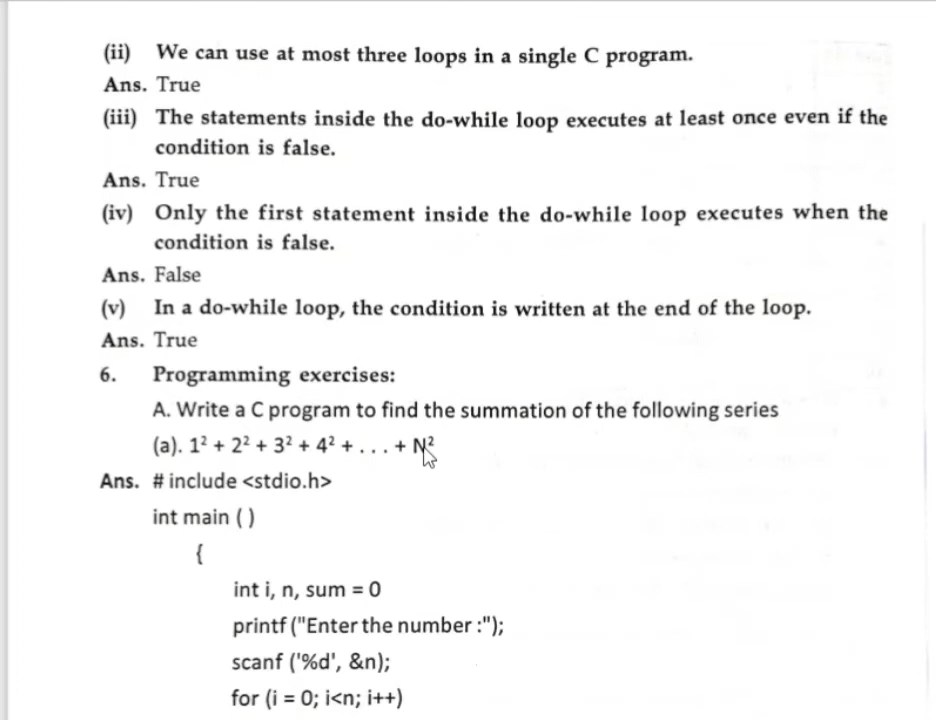 (ii) We can use at most three loops in a single C program.
Ans. True
(iii) The statements inside the do-while loop executes at least once even if the
condition is false.
Ans. True
(iv) Only the first statement inside the do-while loop executes when the
condition is false.
Ans. False
(v) In a do-while loop, the condition is written at the end of the loop.
Ans. True
6. Programming exercises:
A. Write a C program to find the summation of the following series
(a). 1² + 2² + 3² + 4² + . . . + N²
Ans. # include <stdio.h>
int main ( )
{
int i, n, sum = 0
printf ("Enter the number :");
scanf ('%d', &n);
for (i = 0; i<n; i++)